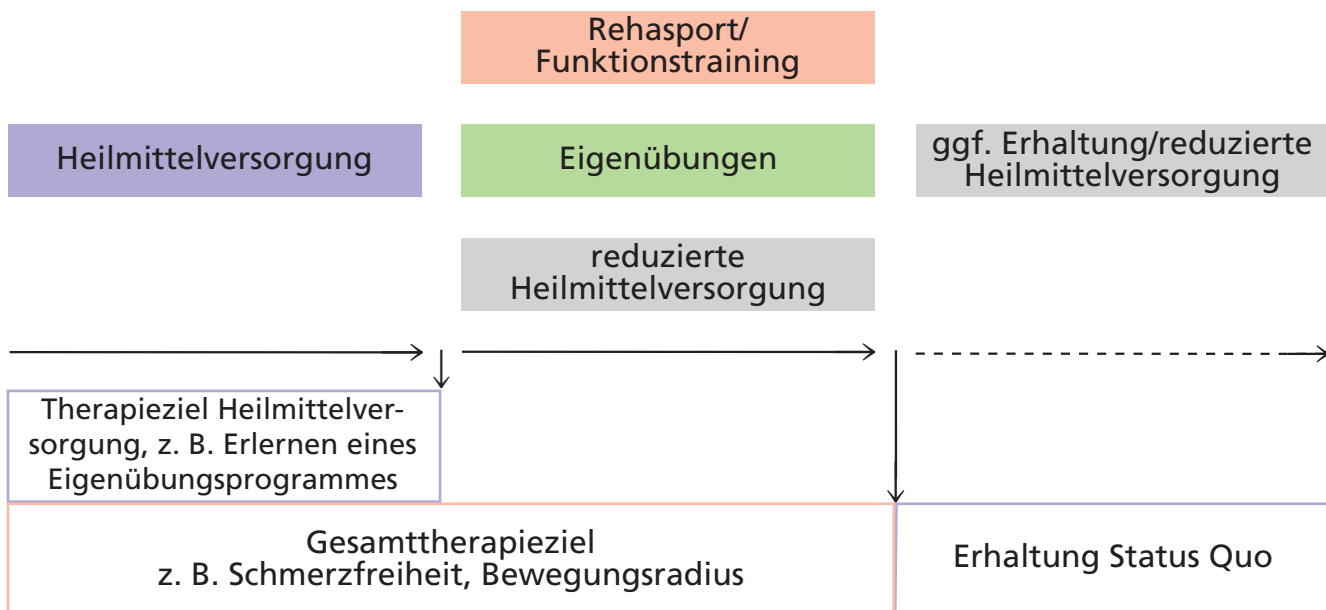 Rehasport/
Funktionstraining
Heilmittelversorgung
Eigenübungen
ggf. Erhaltung/reduzierte
Heilmittelversorgung
reduzierte
Heilmittelversorgung
Therapieziel Heilmittelver-
sorgung, z. B. Erlernen eines
Eigenübungsprogrammes
Gesamttherapieziel
z. B. Schmerzfreiheit, Bewegungsradius
Erhaltung Status Quo